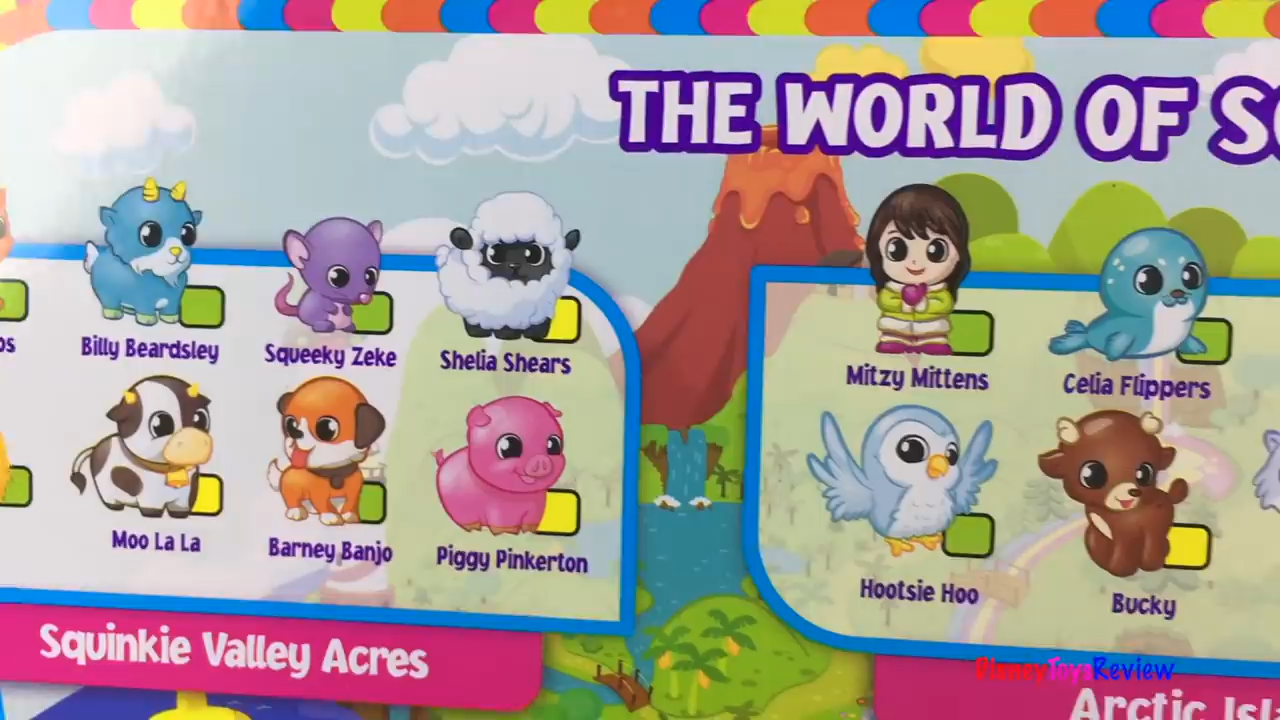 THE WORLD OF
Billy Beardsley
Squeeky Zeke
Shelia Shears
Moo La La
Barney Banjo
Piggy Pinkerton
Squinkie Valley Acres
Mitzy Mittens
Celia Flippers
Hootsie Hoo
Bucky
Arctic
DisneyToysReview